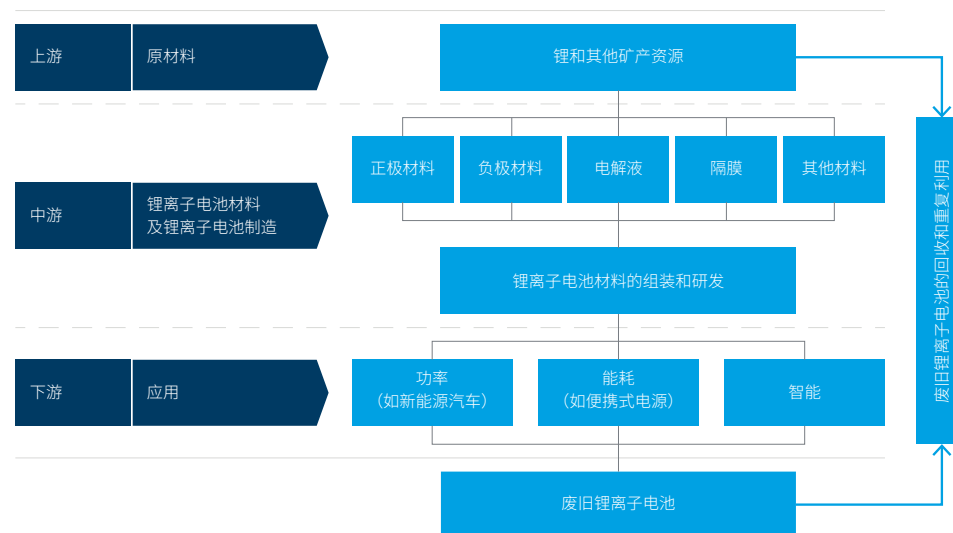 上游
原材料
锂和其他矿产资源
正极材料
负极材料
电解液
隔膜
其他材料
中游
锂离子电池材料
及锂离子电池制造
锂离子电池材料的组装和研发
下游
应用
功率
（如新能源汽车）
能耗
（如便携式电源）
智能
废旧锂离子电池
废旧锂离子电池的回收和重复利用